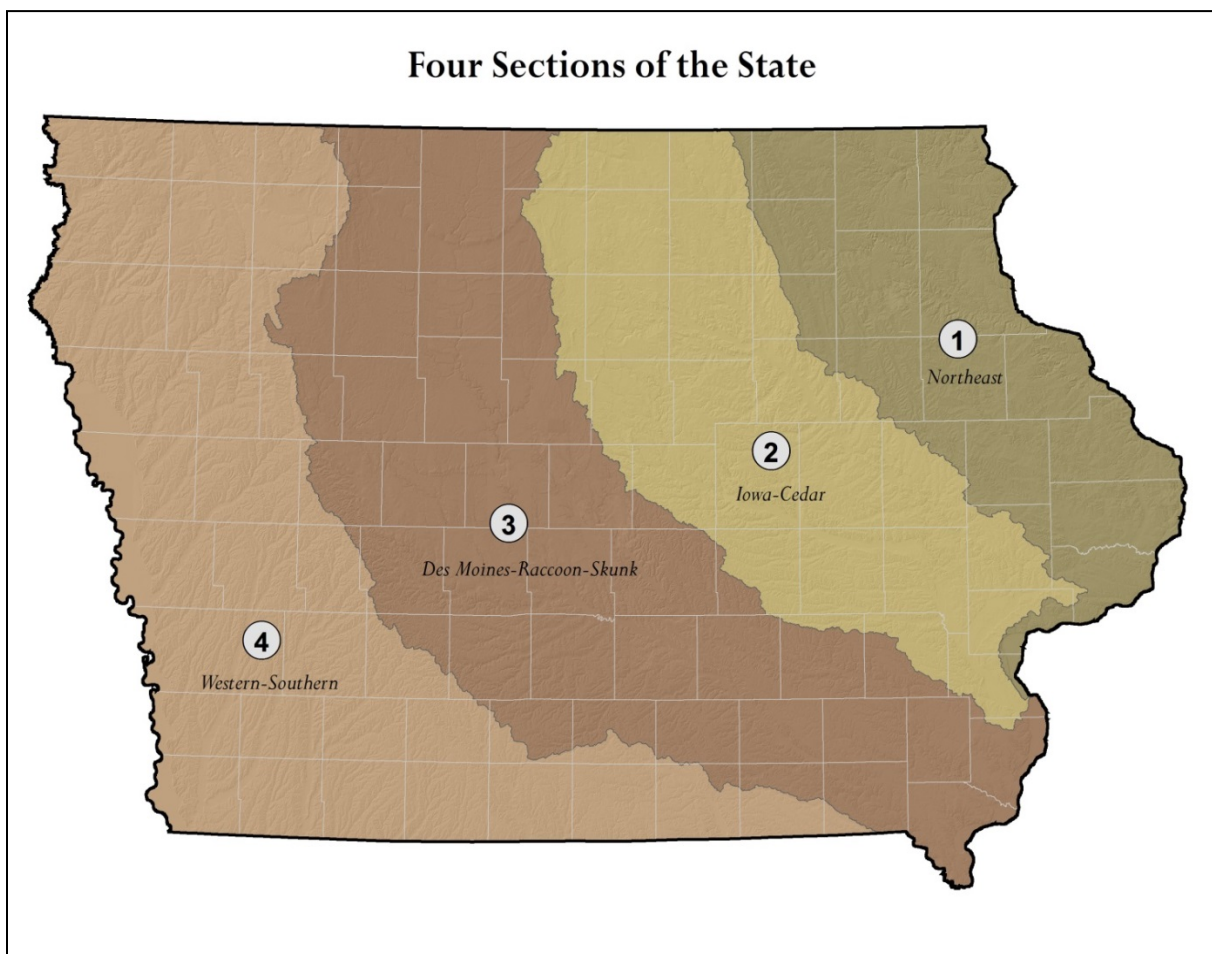 Four Sections of the State
1
Northeast
2
Iowa-Cedar
3
Des Moines-Raccoon-Skunk
4
Western-Southern